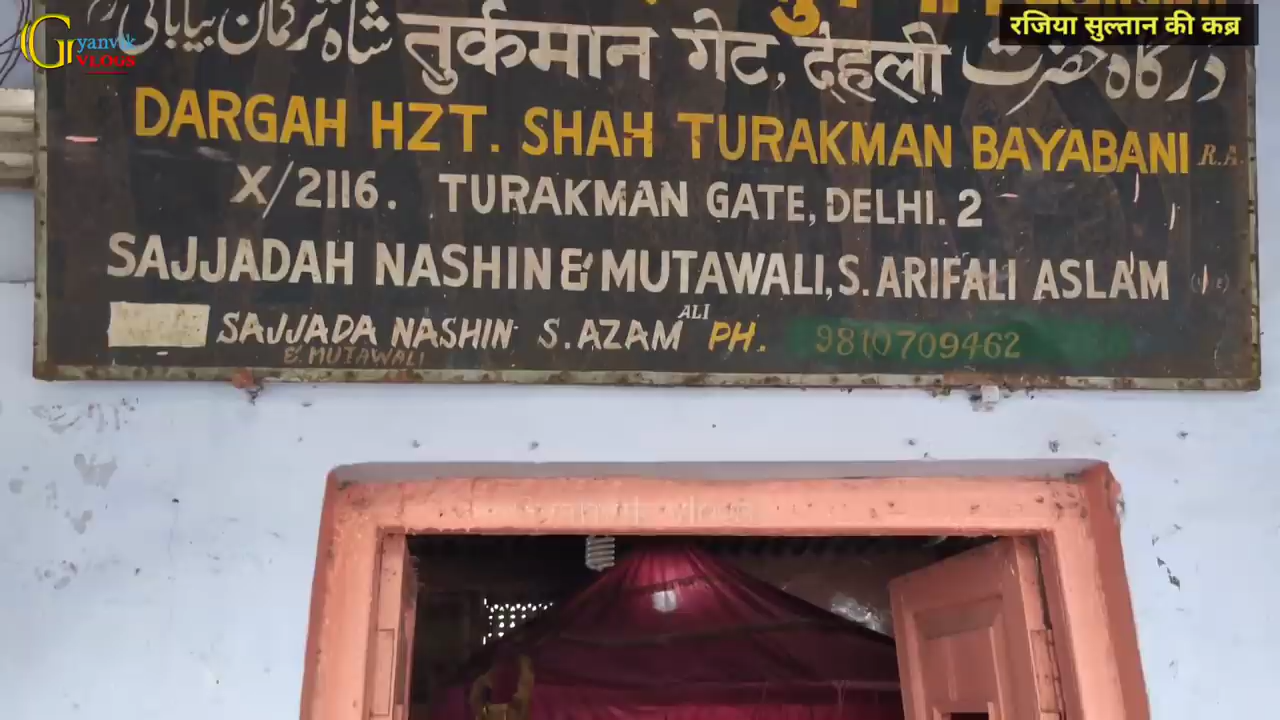 Gyanvik
VLOGS
रजिया सुल्तान की कब्र
درگاہ حضرت
तुर्कमान गेट, देहली
شاہ ترکمان بیابانی
DARGAH HZT. SHAH TURAKMAN BAYABANI R.A.
X/2116. TURAKMAN GATE, DELHI. 2
SAJJADAH NASHIN & MUTAWALI, S. ARIFALI ASLAM
SAJJADA NASHIN S. AZAM ALI PH. 9810709462
& MUTAWALI